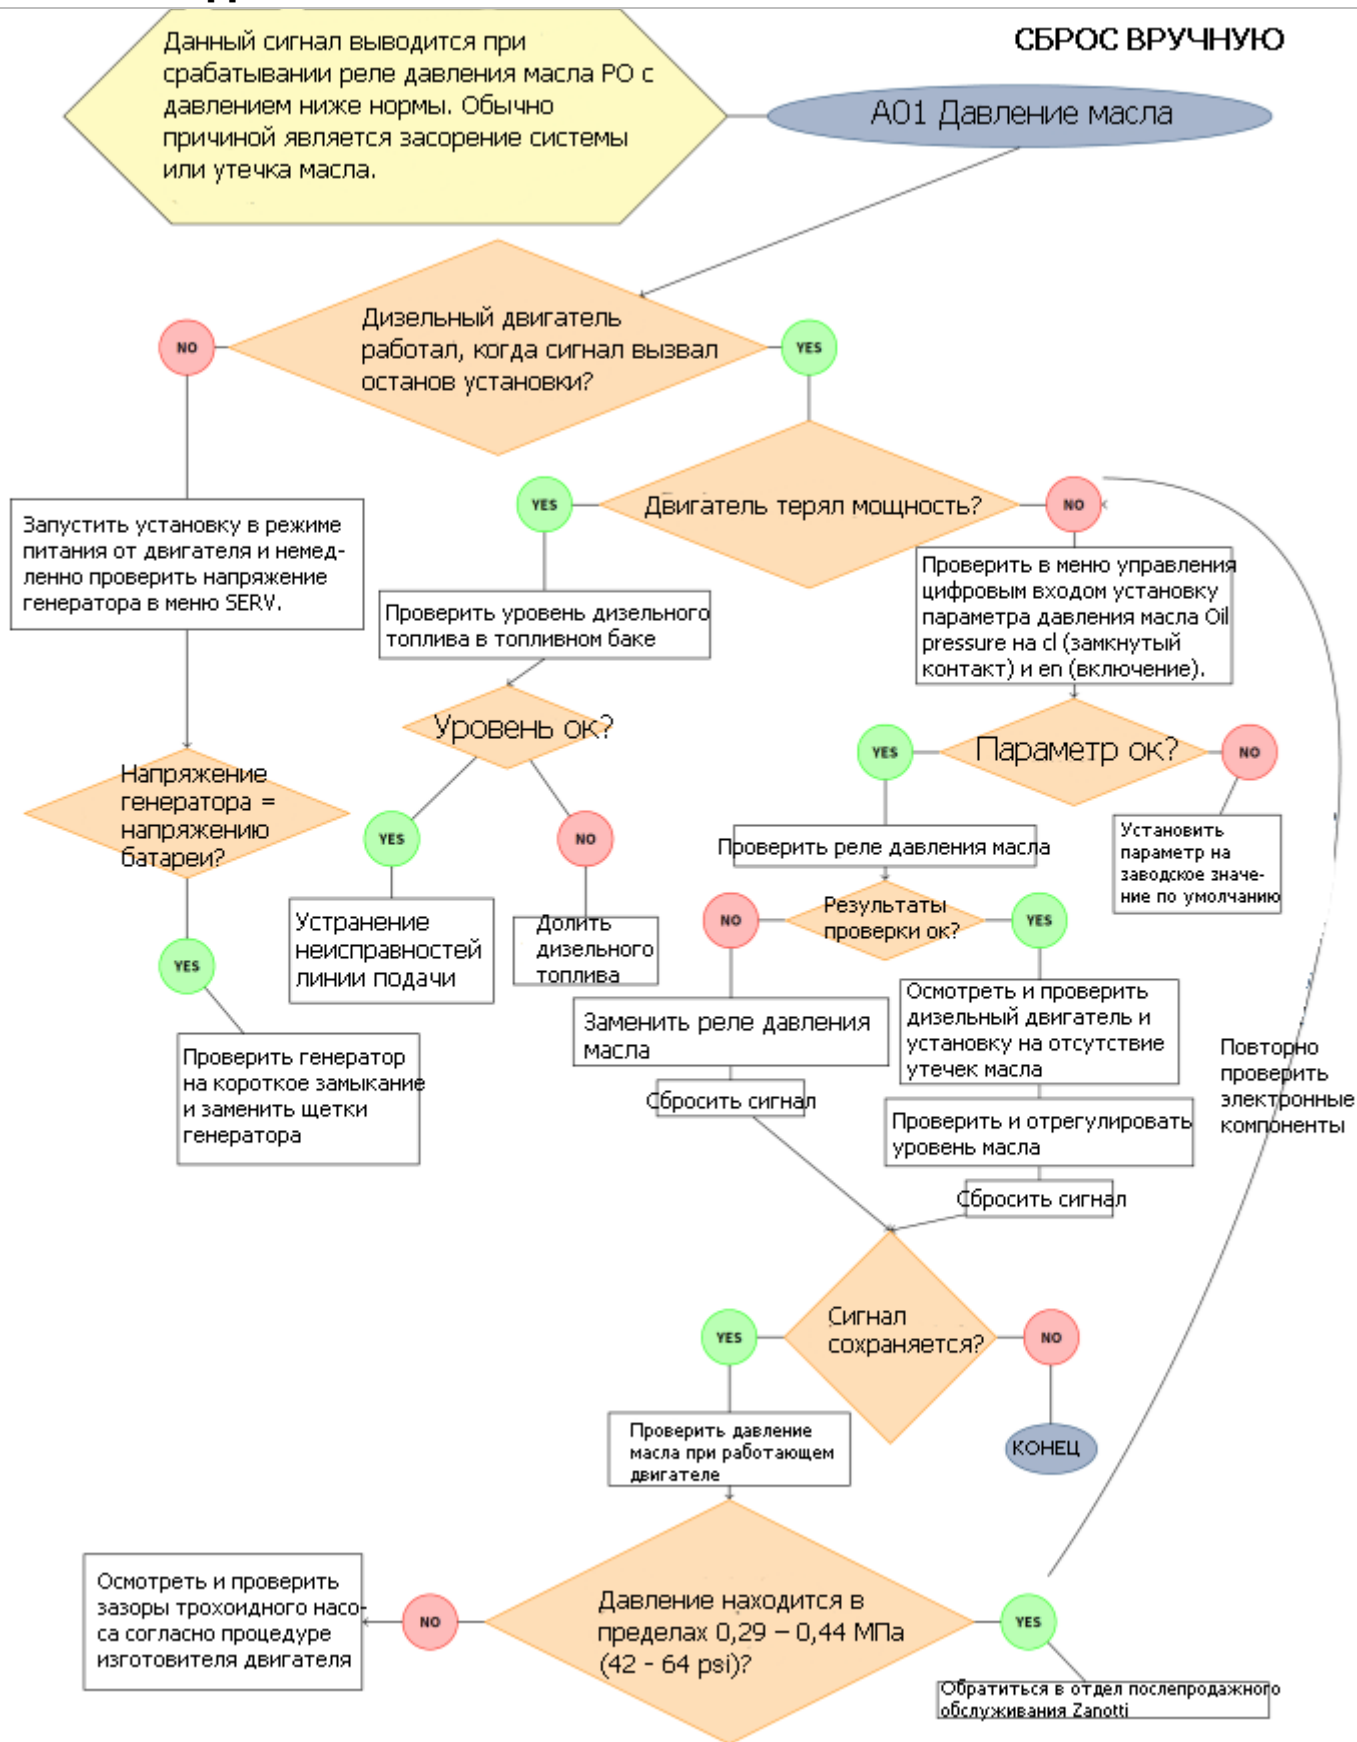 Данный сигнал выводится при
срабатывании реле давления масла PO с
давлением ниже нормы. Обычно
причиной является засорение системы
или утечка масла.
СБРОС ВРУЧНУЮ
A01 Давление масла
Дизельный двигатель
работал, когда сигнал вызвал
останов установки?
NO
YES
YES
Двигатель терял мощность?
NO
Запустить установку в режиме
питания от двигателя и немед-
ленно проверить напряжение
генератора в меню SERV.
Проверить уровень дизельного
топлива в топливном баке
Проверить в меню управления
цифровым входом установку
параметра давления масла Oil
pressure на cl (замкнутый
контакт) и en (включение).
Уровень ок?
YES
Параметр ок?
NO
Напряжение
генератора =
напряжению
батареи?
YES
NO
Проверить реле давления масла
Установить
параметр на
заводское значе-
ние по умолчанию
Устранение
неисправностей
линии подачи
Долить
дизельного
топлива
NO
Результаты
проверки ок?
YES
YES
Заменить реле давления
масла
Осмотреть и проверить
дизельный двигатель и
установку на отсутствие
утечек масла
Повторно
проверить
электронные
компоненты
Проверить генератор
на короткое замыкание
и заменить щетки
генератора
Сбросить сигнал
Проверить и отрегулировать
уровень масла
Сбросить сигнал
YES
Сигнал
сохраняется?
NO
Проверить давление
масла при работающем
двигателе
КОНЕЦ
Осмотреть и проверить
зазоры трохоидного насо-
са согласно процедуре
изготовителя двигателя
NO
Давление находится в
пределах 0,29 – 0,44 МПа
(42 - 64 psi)?
YES
Обратиться в отдел послепродажного
обслуживания Zanotti